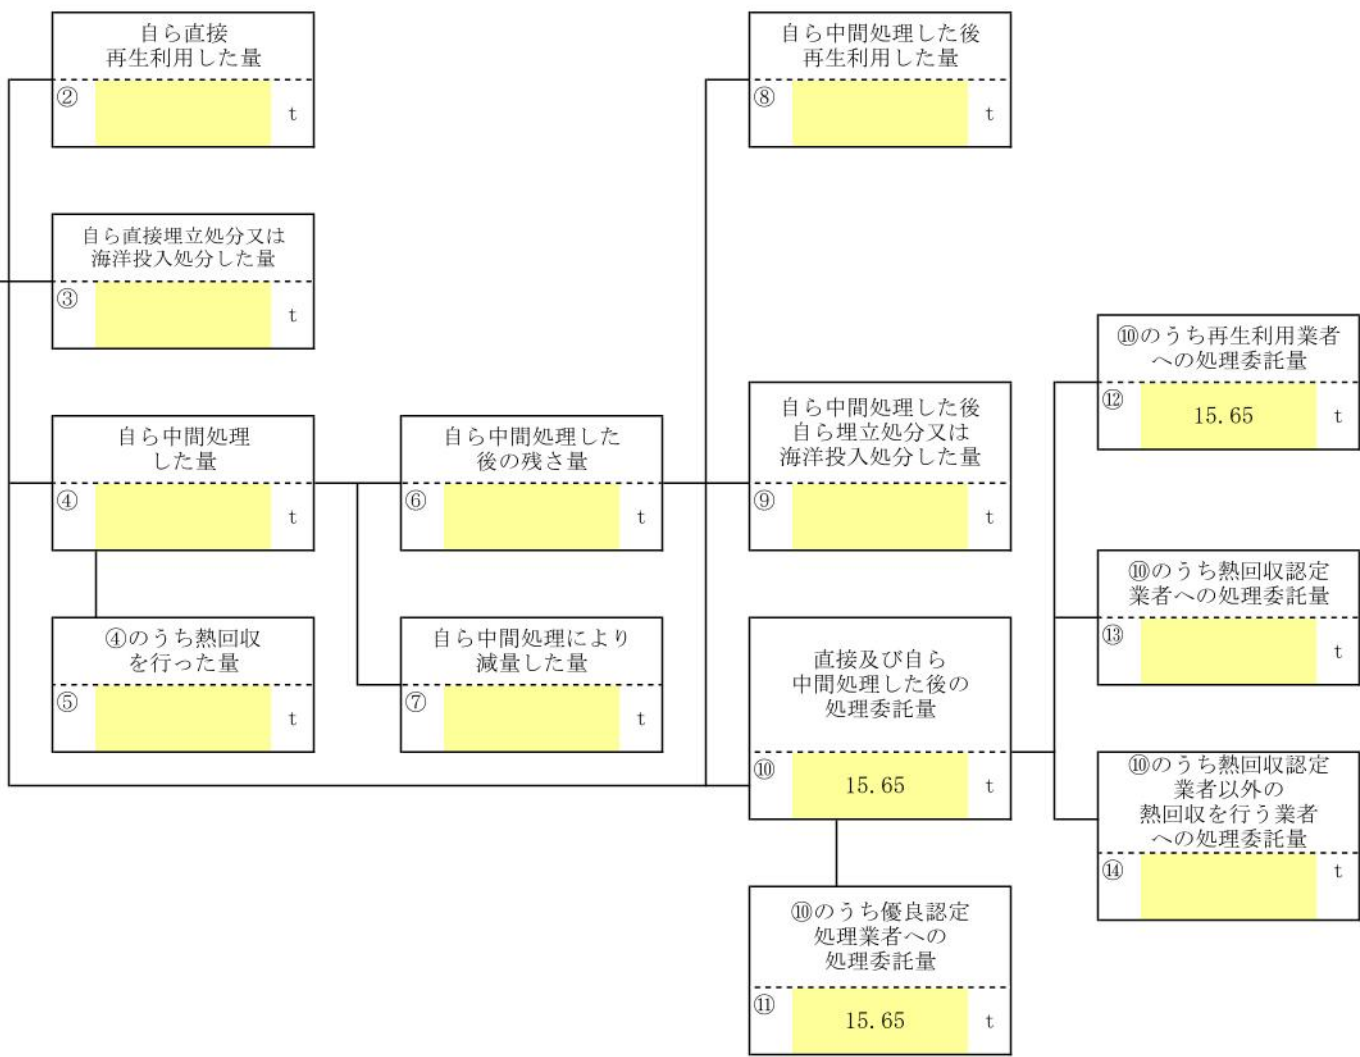 自ら直接
再生利用した量
② t
自ら直接埋立処分又は
海洋投入処分した量
③ t
自ら中間処理
した量
④ t
④のうち熱回収
を行った量
⑤ t
自ら中間処理した
後の残さ量
⑥ t
自ら中間処理により
減量した量
⑦ t
自ら中間処理した後
再生利用した量
⑧ t
自ら中間処理した後
自ら埋立処分又は
海洋投入処分した量
⑨ t
直接及び自ら
中間処理した後の
処理委託量
⑩ 15.65 t
⑩のうち優良認定
処理業者への
処理委託量
⑪ 15.65 t
⑩のうち再生利用業者
への処理委託量
⑫ 15.65 t
⑩のうち熱回収認定
業者への処理委託量
⑬ t
⑩のうち熱回収認定
業者以外の
熱回収を行う業者
への処理委託量
⑭ t